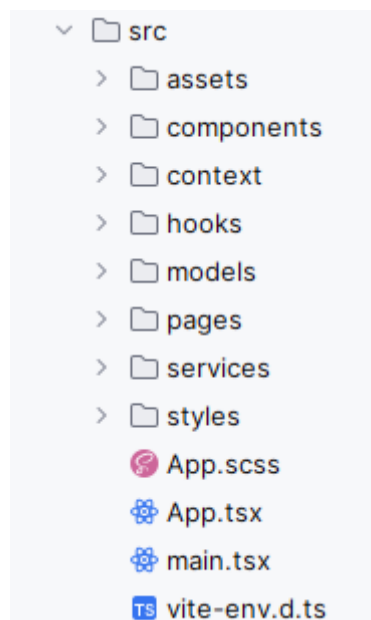 src
assets
components
context
hooks
models
pages
services
styles
App.scss
App.tsx
main.tsx
TS vite-env.d.ts